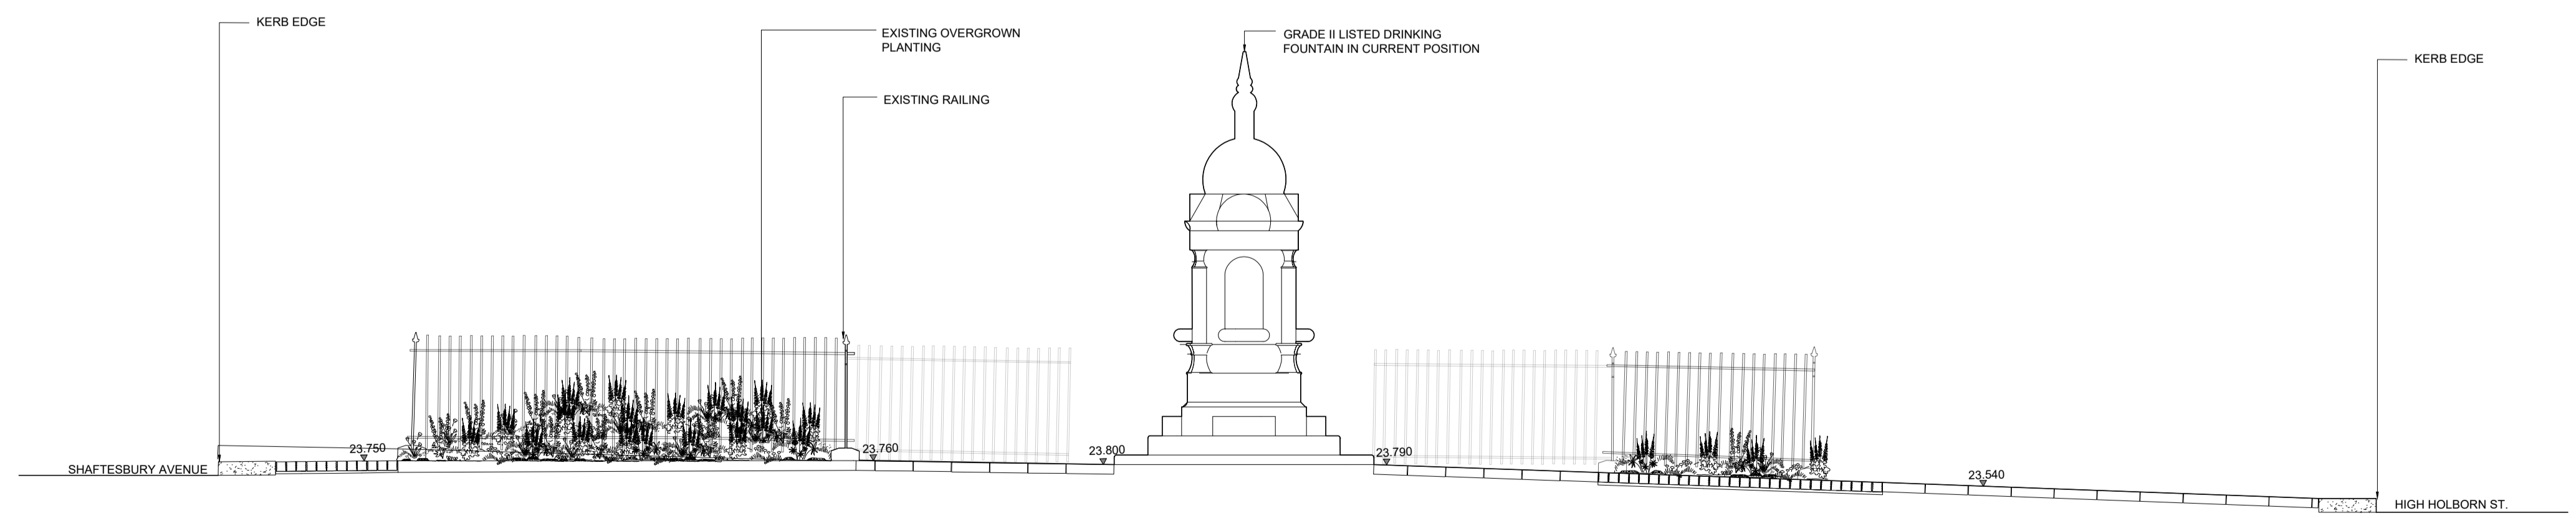 KERB EDGE
EXISTING OVERGROWN
PLANTING
GRADE II LISTED DRINKING
FOUNTAIN IN CURRENT POSITION
KERB EDGE
EXISTING RAILING
23.750
23.760
23.800
23.790
23.540
SHAFTESBURY AVENUE
HIGH HOLBORN ST.